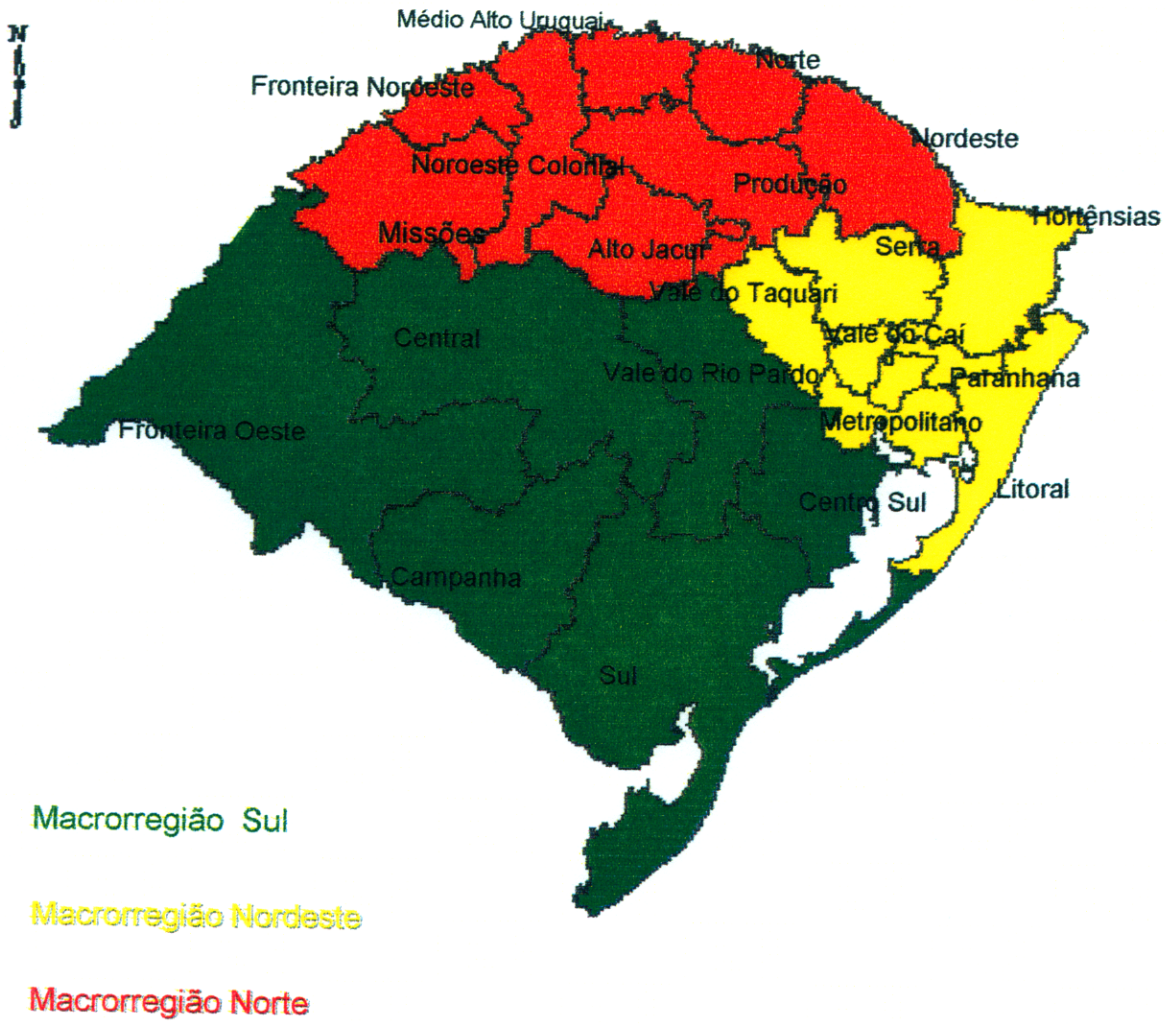 Médio Alto Uruguai
N
Norte
Fronteira Noroeste
Nordeste
Noroeste Colonial
Produção
Hortênsias
Missões
Alto Jacuí
Serra
Vale do Taquari
Central
Vale do Caí
Vale do Rio Pardo
Paranhana
Fronteira Oeste
Metropolitano
Litoral
Centro Sul
Campanha
Sul
Macrorregião Sul
Macrorregião Nordeste
Macrorregião Norte